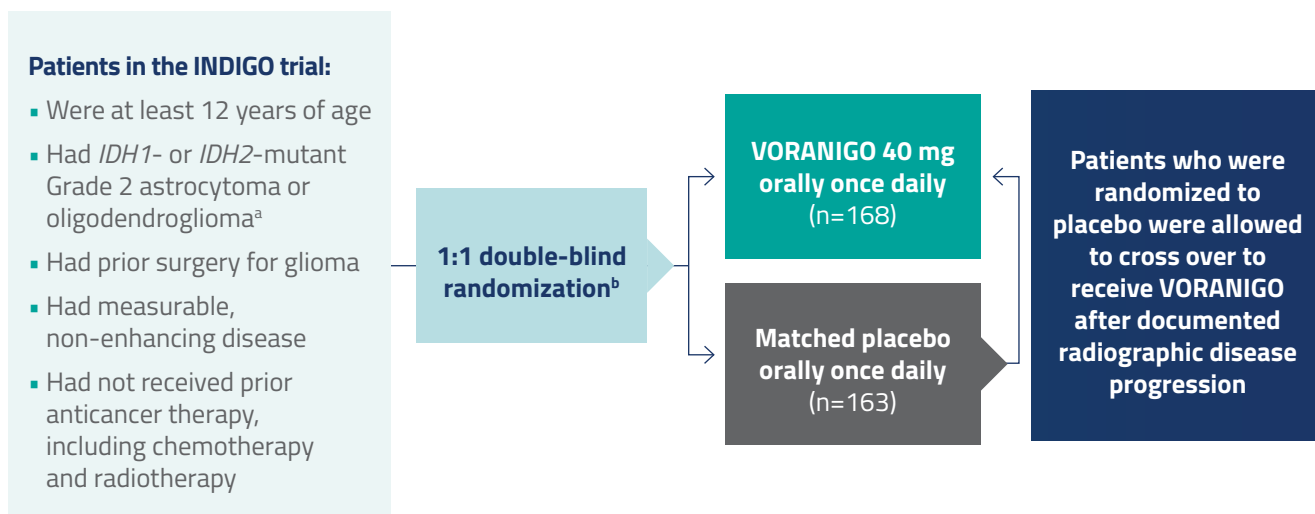 Patients in the INDIGO trial:
▪ Were at least 12 years of age
▪ Had IDH1- or IDH2-mutant
Grade 2 astrocytoma or
oligodendrogliomaᵃ
▪ Had prior surgery for glioma
▪ Had measurable,
non-enhancing disease
▪ Had not received prior
anticancer therapy,
including chemotherapy
and radiotherapy
1:1 double-blind
randomizationᵇ
VORANIGO 40 mg
orally once daily
(n=168)
Matched placebo
orally once daily
(n=163)
Patients who were
randomized to
placebo were allowed
to cross over to
receive VORANIGO
after documented
radiographic disease
progression